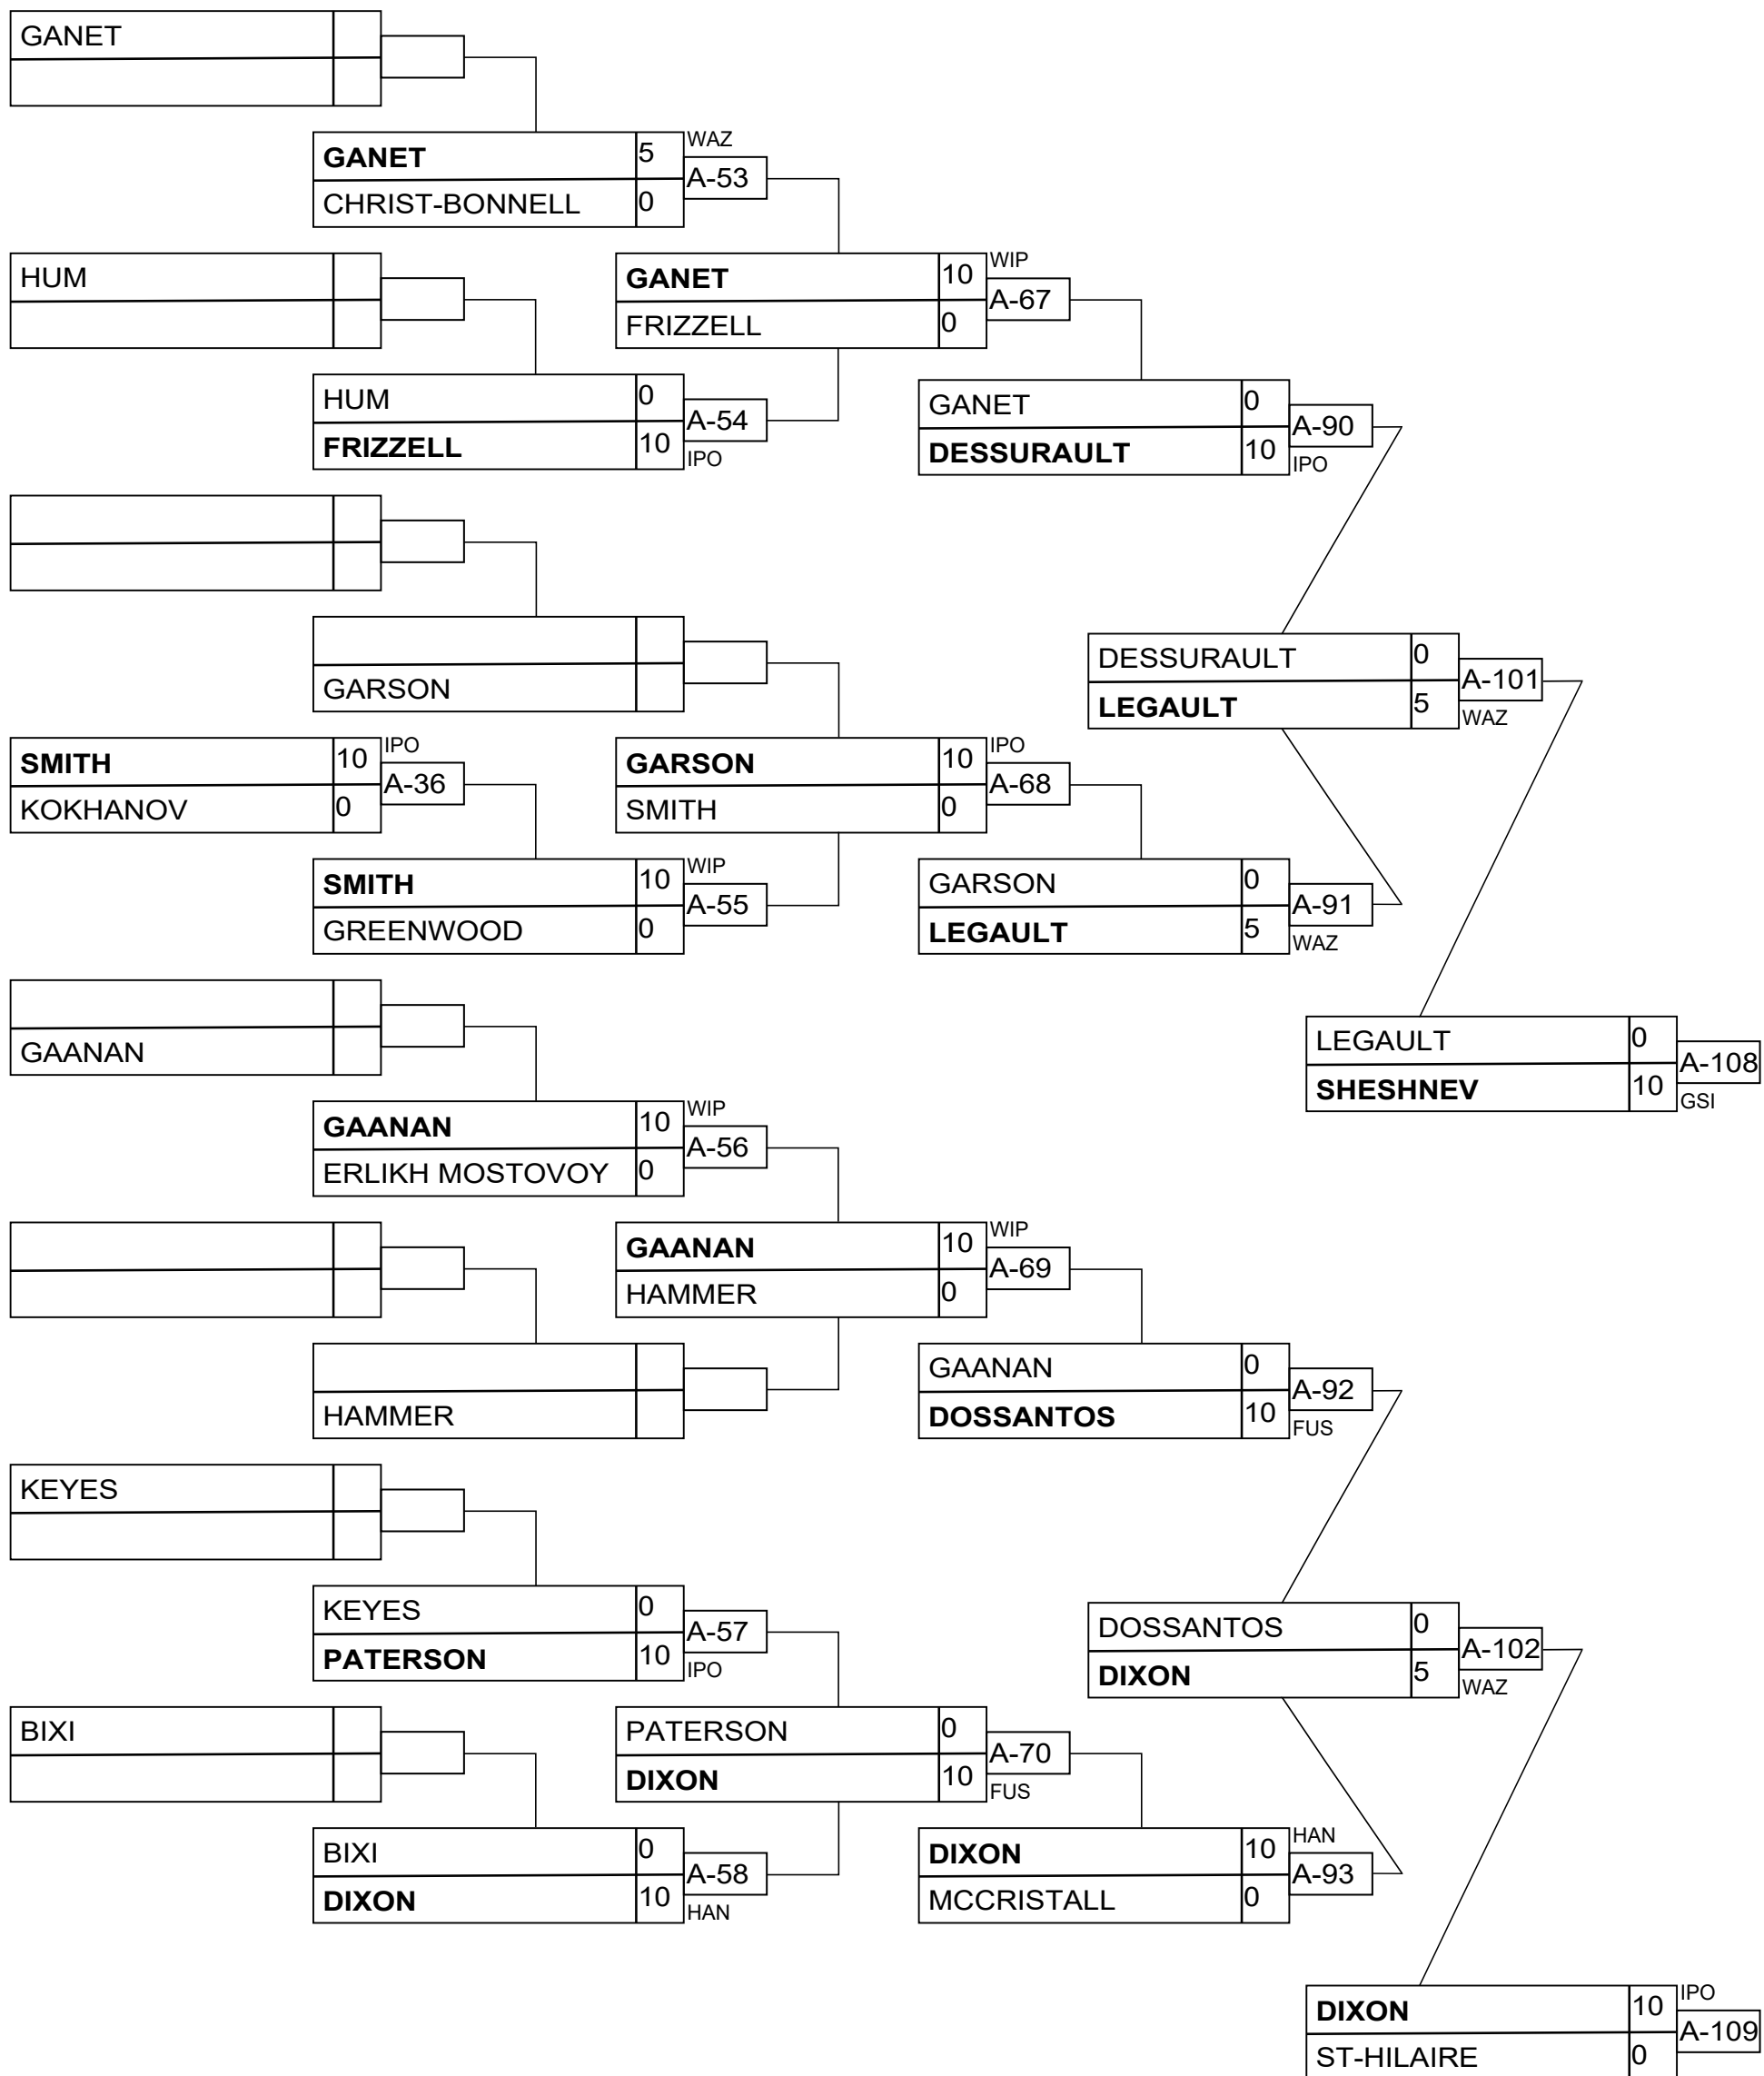 GANET
GANET 5 WAZ
A-53
CHRIST-BONNELL 0
HUM
GANET 10 WIP
A-67
FRIZZELL 0
HUM 0
A-54
FRIZZELL 10 IPO
GANET 0
A-90
DESSURAULT 10 IPO
GARSON
DESSURAULT 0
A-101
LEGAULT 5 WAZ
SMITH 10 IPO
A-36
KOKHANOV 0
GARSON 10 IPO
A-68
SMITH 0
SMITH 10 WIP
A-55
GREENWOOD 0
GARSON 0
A-91
LEGAULT 5 WAZ
GAANAN
LEGAULT 0
A-108
SHESHNEV 10 GSI
GAANAN 10 WIP
A-56
ERLIKH MOSTOVOY 0
GAANAN 10 WIP
A-69
HAMMER 0
HAMMER
GAANAN 0
A-92
DOSSANTOS 10 FUS
KEYES
KEYES 0
A-57
PATERSON 10 IPO
DOSSANTOS 0
A-102
DIXON 5 WAZ
BIXI
PATERSON 0
A-70
DIXON 10 FUS
BIXI 0
A-58
DIXON 10 HAN
DIXON 10 HAN
A-93
MCCRISTALL 0
DIXON 10 IPO
A-109
ST-HILAIRE 0